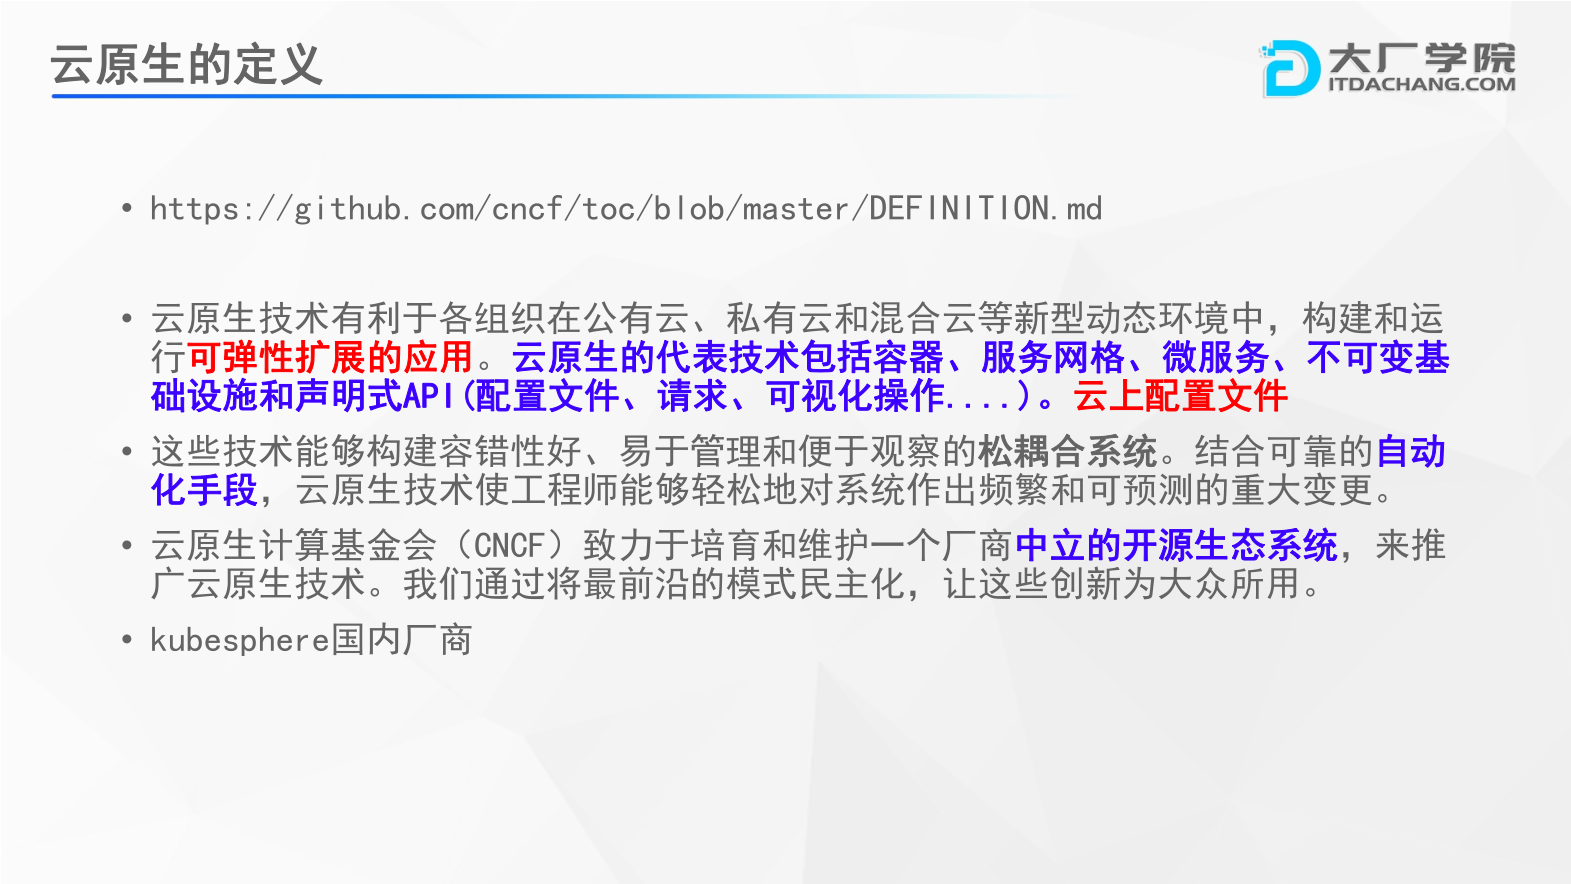 云原生的定义
大厂学院
ITDACHANG.COM
• https://github.com/cncf/toc/blob/master/DEFINITION.md
• 云原生技术有利于各组织在公有云、私有云和混合云等新型动态环境中，构建和运
行可弹性扩展的应用。云原生的代表技术包括容器、服务网格、微服务、不可变基
础设施和声明式API(配置文件、请求、可视化操作....)。云上配置文件
• 这些技术能够构建容错性好、易于管理和便于观察的松耦合系统。结合可靠的自动
化手段，云原生技术使工程师能够轻松地对系统作出频繁和可预测的重大变更。
• 云原生计算基金会（CNCF）致力于培育和维护一个厂商中立的开源生态系统，来推
广云原生技术。我们通过将最前沿的模式民主化，让这些创新为大众所用。
• kubesphere国内厂商